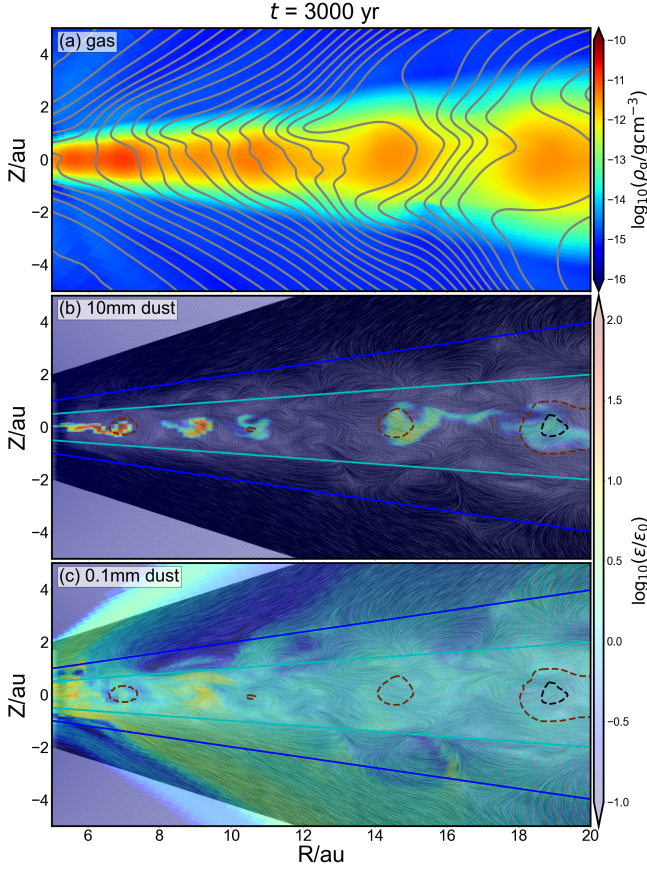 t = 3000 yr
(a) gas
4
2
0
−2
−4
Z/au
−10
−11
−12
−13
−14
−15
−16
log₁₀(ρg/gcm⁻³)
(b) 10mm dust
4
2
0
−2
−4
Z/au
(c) 0.1mm dust
4
2
0
−2
−4
Z/au
2.0
1.5
1.0
0.5
0.0
−0.5
−1.0
log₁₀(ε/ε₀)
6 8 10 12 14 16 18 20
R/au